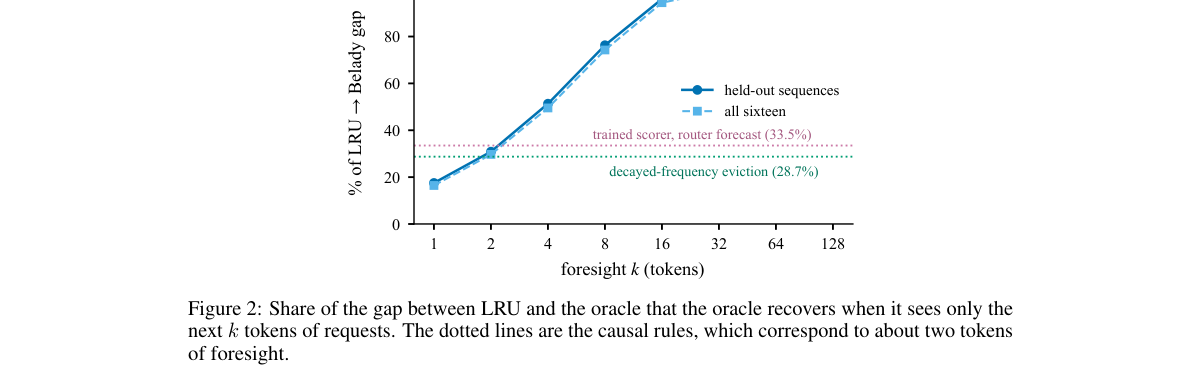 % of LRU → Belady gap
80
60
40
20
0
held-out sequences
all sixteen
trained scorer, router forecast (33.5%)
decayed-frequency eviction (28.7%)
1 2 4 8 16 32 64 128
foresight k (tokens)
Figure 2: Share of the gap between LRU and the oracle that the oracle recovers when it sees only the
next k tokens of requests. The dotted lines are the causal rules, which correspond to about two tokens
of foresight.